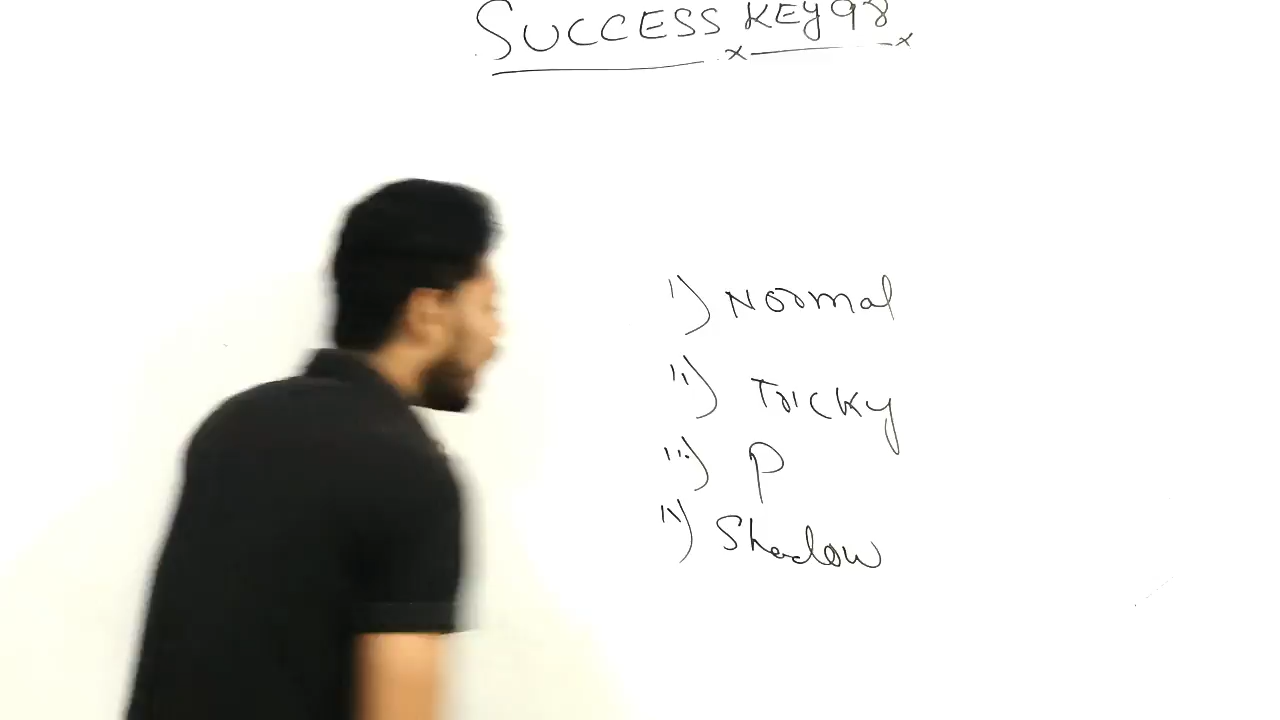 SUCCESS KEY98
i) Normal
ii) Tricky
iii) P
iv) Shadow